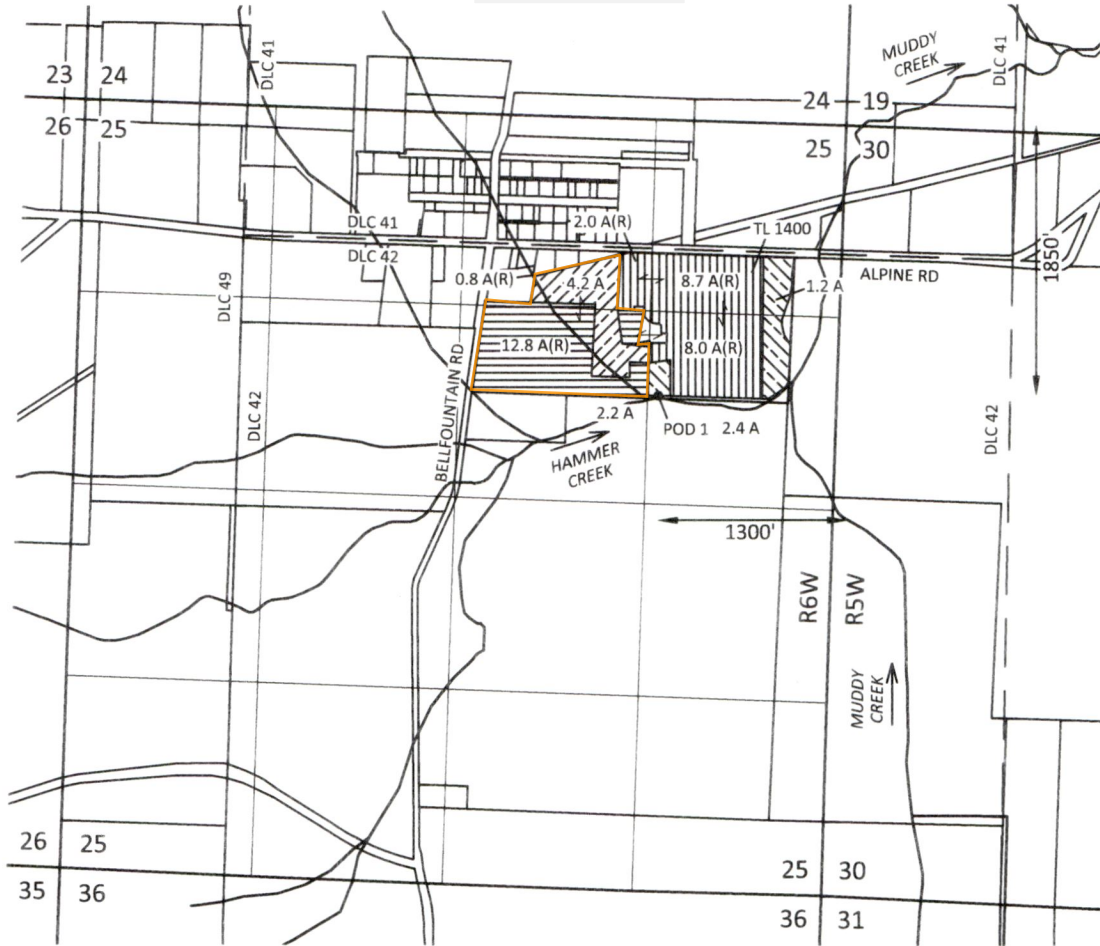 MUDDY
CREEK
DLC 41
DLC 41
23 24
26 25
24 19
25 30
DLC 41
DLC 42
2.0 A(R)
TL 1400
ALPINE RD
1850'
0.8 A(R)
4.2 A
8.7 A(R)
1.2 A
DLC 49
12.8 A(R)
8.0 A(R)
BELLFOUNTAIN RD
DLC 42
2.2 A
POD 1
2.4 A
DLC 42
HAMMER
CREEK
1300'
R6W
R5W
MUDDY
CREEK
26 25
35 36
25 30
36 31